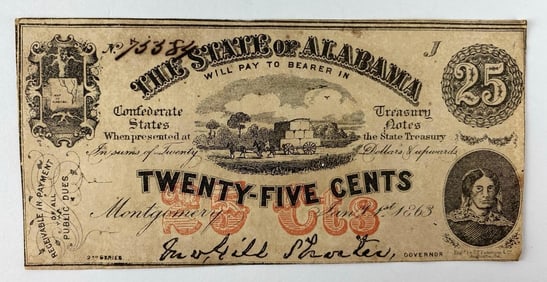 No. 75584
THE STATE OF ALABAMA
J
25
WILL PAY TO BEARER IN
Confederate States
Treasury Notes
When presented at the State Treasury
In sums of Twenty Dollars & upwards
TWENTY-FIVE CENTS
25 Cts
Montgomery Jan. 1st 1863
RECEIVABLE IN PAYMENT
OF ALL
PUBLIC DUES
Jno. Gill Shorter
GOVERNOR
2ND SERIES